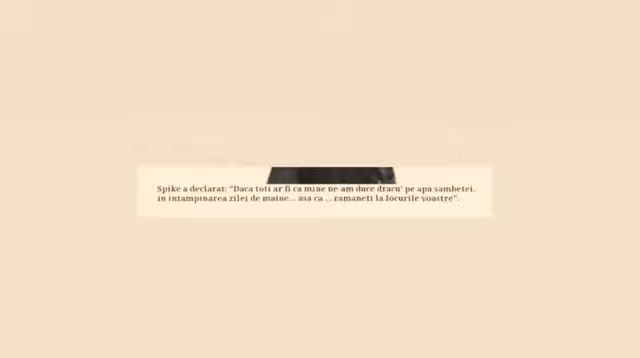 Spike a declarat: "Daca toti ar fi ca mine ne-am duce dracu' pe apa sambetei.
in intampinarea zilei de maine... asa ca ... ramaneti la locurile voastre".